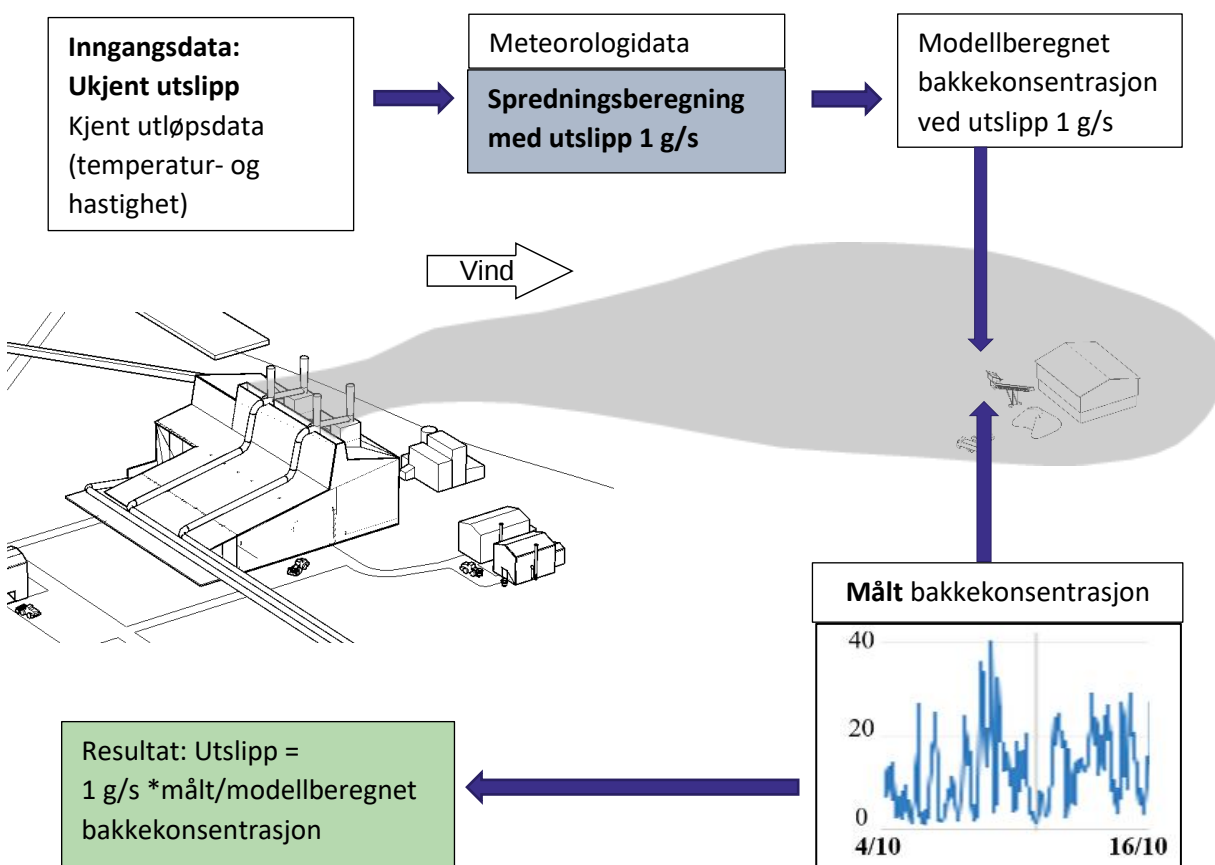 Inngangsdata:
Ukjent utslipp
Kjent utløpsdata
(temperatur- og
hastighet)
Meteorologidata
Spredningsberegning
med utslipp 1 g/s
Modellberegnet
bakkekonsentrasjon
ved utslipp 1 g/s
Vind
Målt bakkekonsentrasjon
40
20
0
4/10 16/10
Resultat: Utslipp =
1 g/s *målt/modellberegnet
bakkekonsentrasjon